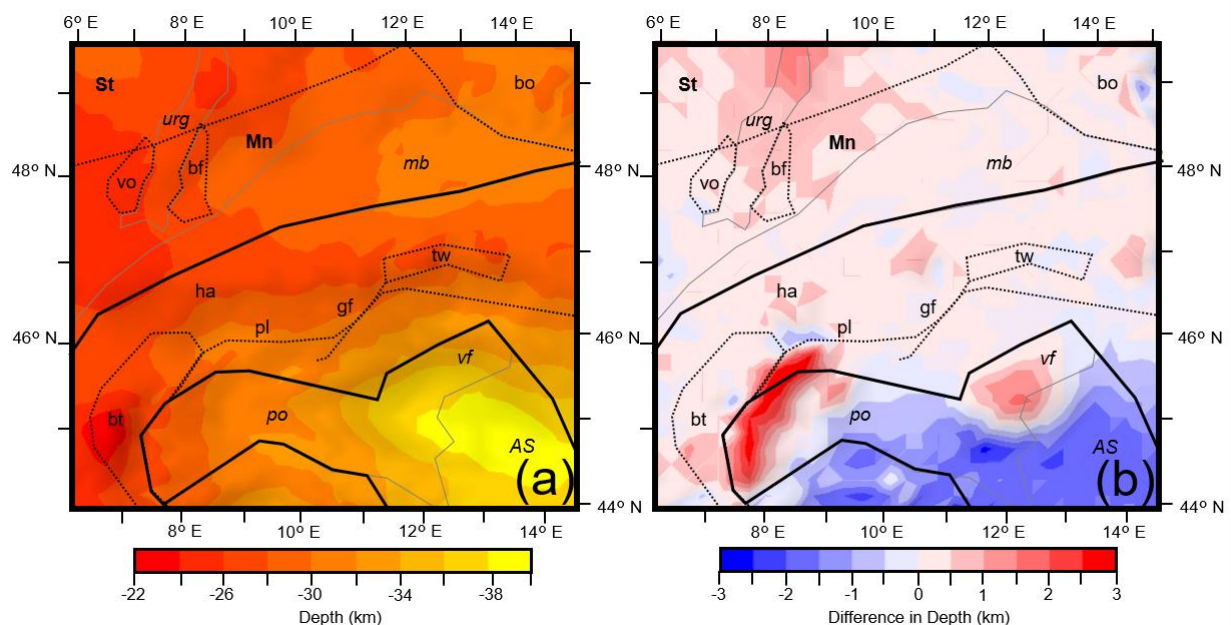 6° E 8° E 10° E 12° E 14° E
6° E 8° E 10° E 12° E 14° E
St
bo
urg
Mn
mb
vo
bf
48° N
tw
ha
gf
pl
46° N
vf
po
bt
AS
(a)
44° N
8° E 10° E 12° E 14° E
St
bo
urg
Mn
mb
vo
bf
48° N
tw
ha
gf
pl
46° N
vf
po
bt
AS
(b)
44° N
8° E 10° E 12° E 14° E
-22 -26 -30 -34 -38
Depth (km)
-3 -2 -1 0 1 2 3
Difference in Depth (km)